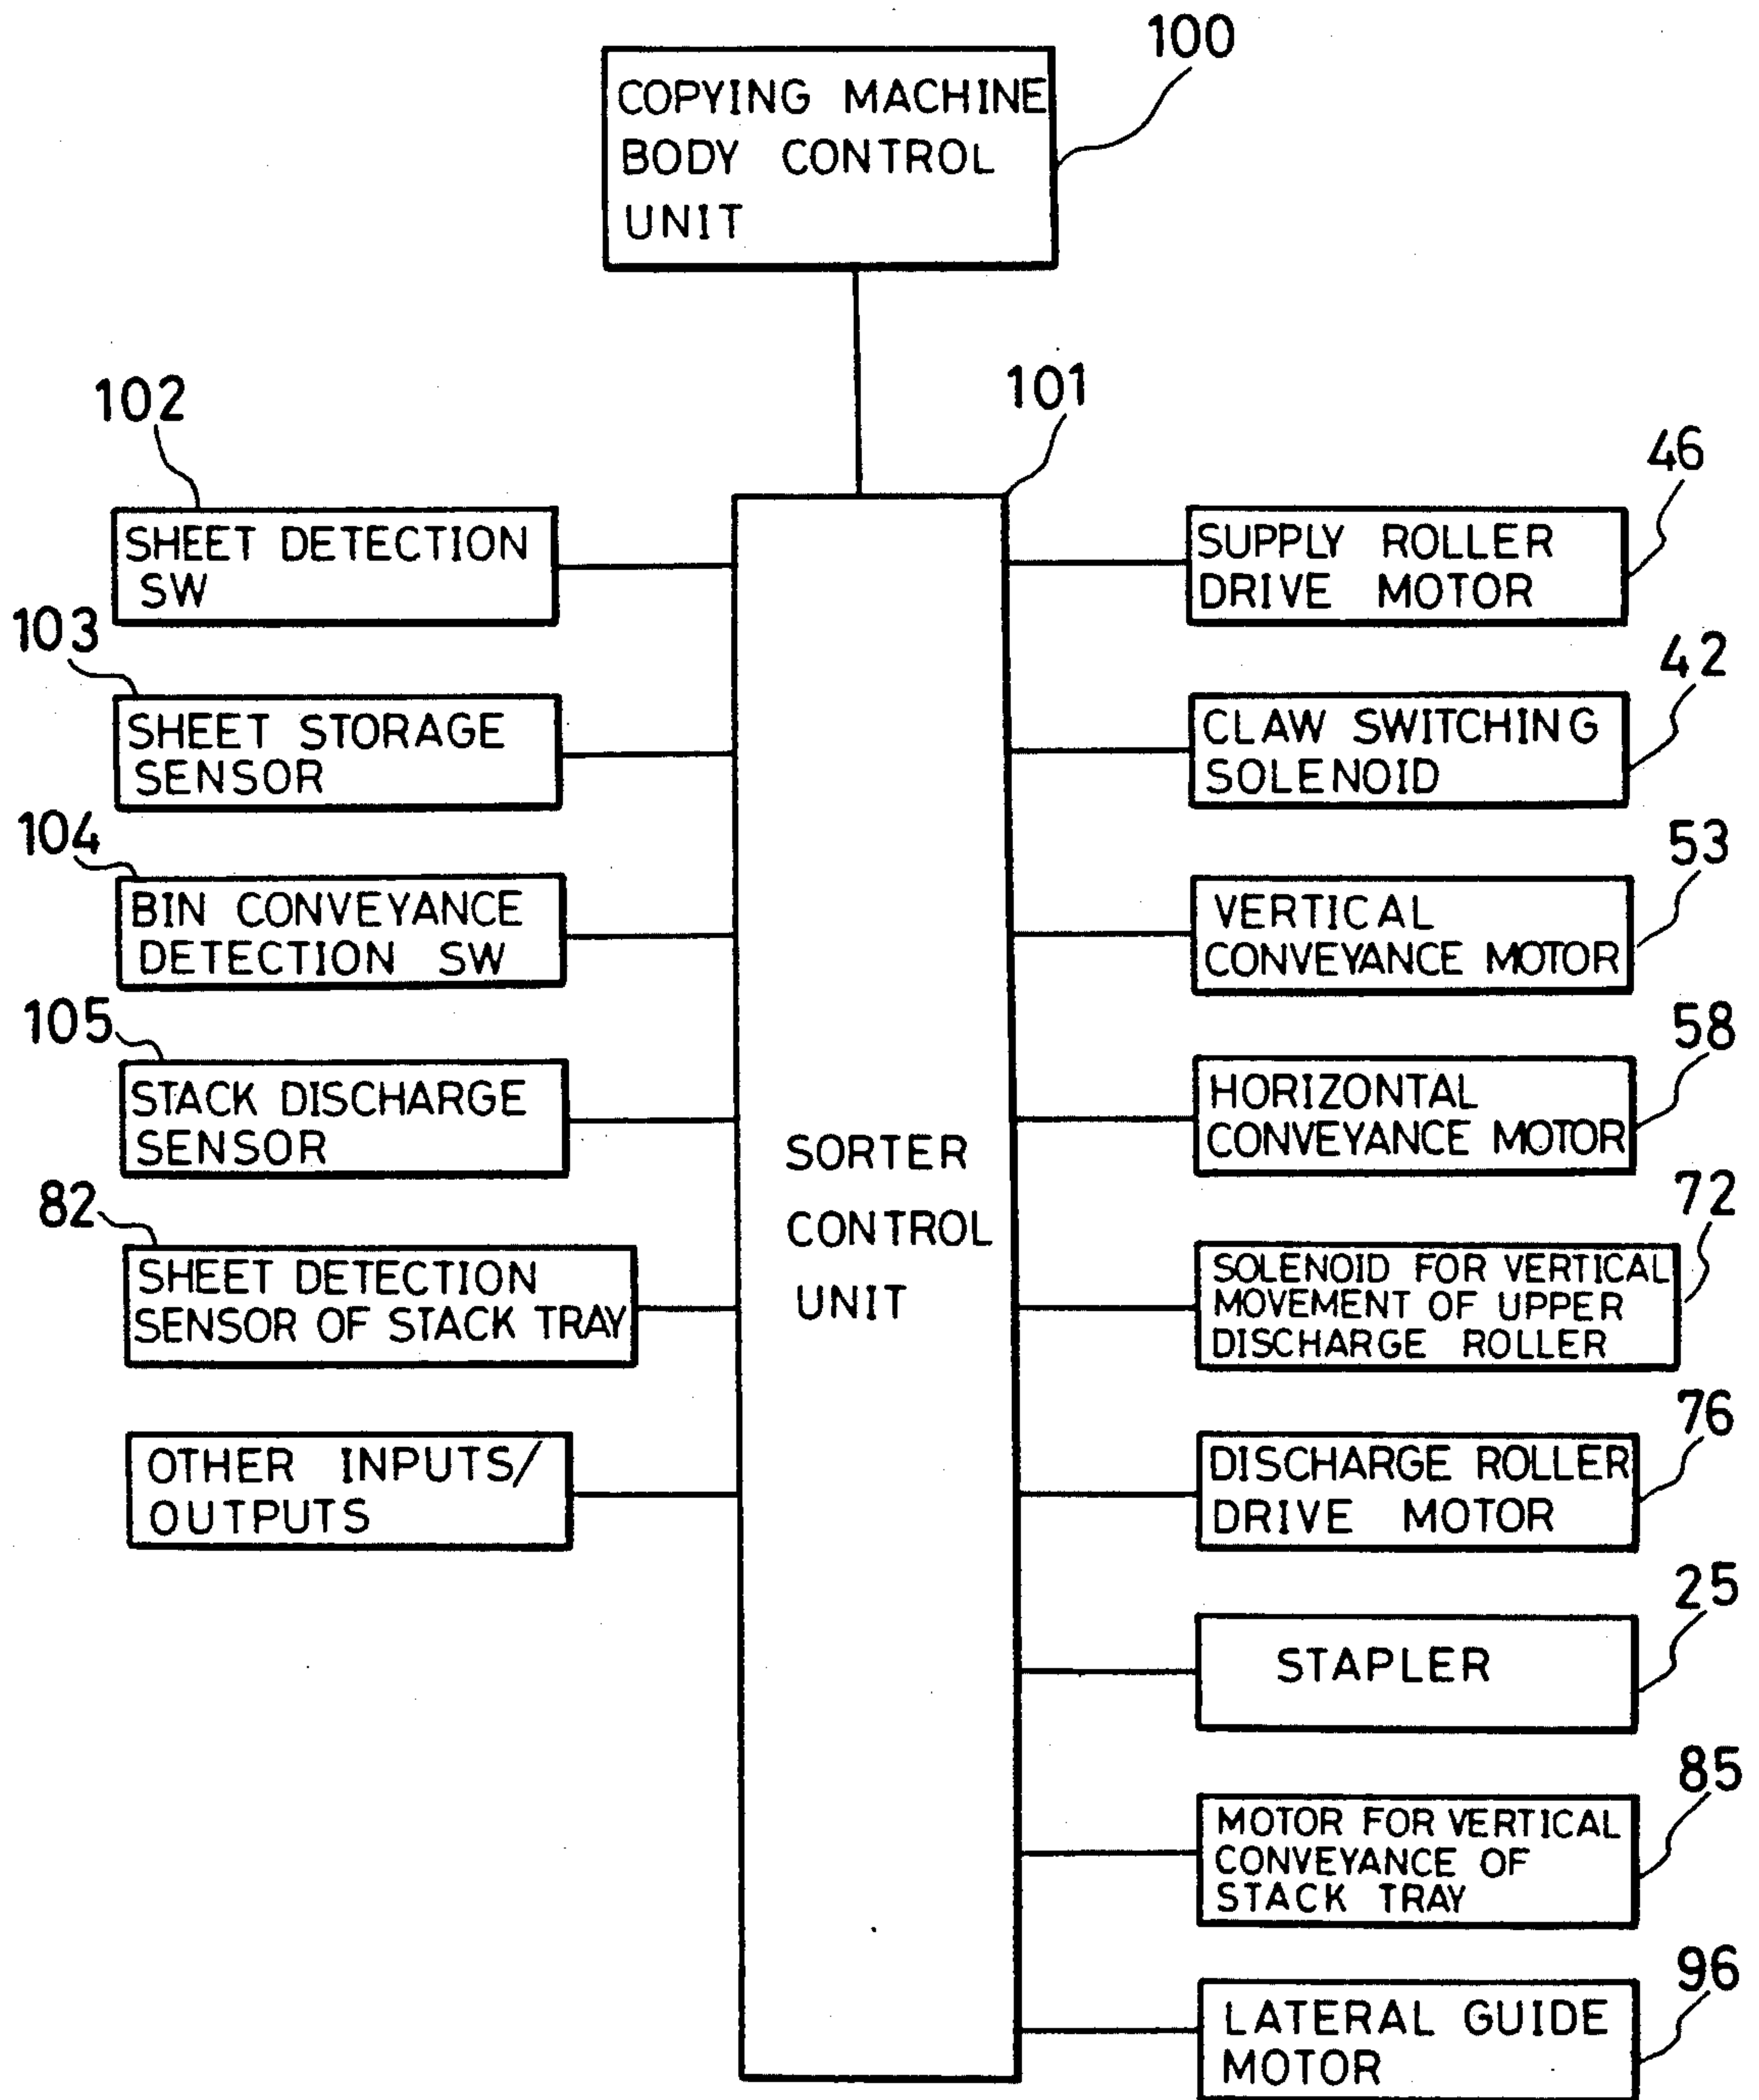 100
COPYING MACHINE
BODY CONTROL
UNIT
101
SORTER
CONTROL
UNIT
102
SHEET DETECTION
SW
103
SHEET STORAGE
SENSOR
104
BIN CONVEYANCE
DETECTION SW
105
STACK DISCHARGE
SENSOR
82
SHEET DETECTION
SENSOR OF STACK TRAY
OTHER INPUTS/
OUTPUTS
46
SUPPLY ROLLER
DRIVE MOTOR
42
CLAW SWITCHING
SOLENOID
53
VERTICAL
CONVEYANCE MOTOR
58
HORIZONTAL
CONVEYANCE MOTOR
72
SOLENOID FOR VERTICAL
MOVEMENT OF UPPER
DISCHARGE ROLLER
76
DISCHARGE ROLLER
DRIVE MOTOR
25
STAPLER
85
MOTOR FOR VERTICAL
CONVEYANCE OF
STACK TRAY
96
LATERAL GUIDE
MOTOR